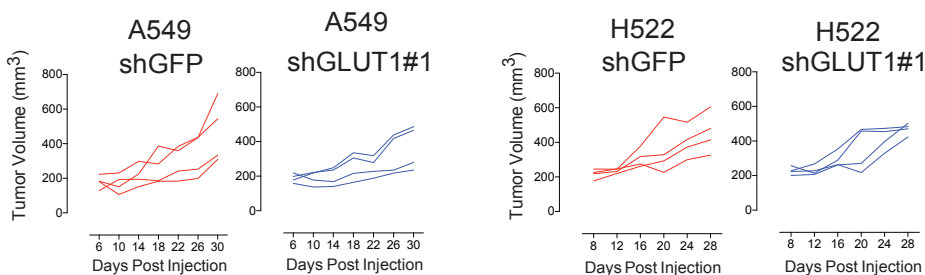 A549
shGFP
Tumor Volume (mm³)
800
600
400
200
0
6 10 14 18 22 26 30
Days Post Injection
A549
shGLUT1#1
800
600
400
200
0
6 10 14 18 22 26 30
Days Post Injection
H522
shGFP
Tumor Volume (mm³)
800
600
400
200
0
8 12 16 20 24 28
Days Post Injection
H522
shGLUT1#1
800
600
400
200
0
8 12 16 20 24 28
Days Post Injection